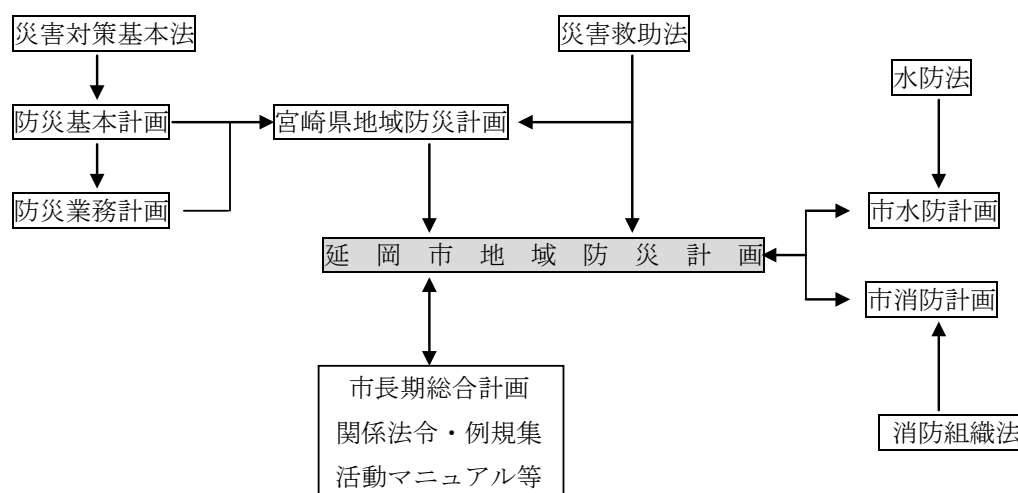 災害対策基本法
災害救助法
水防法
防災基本計画
宮崎県地域防災計画
防災業務計画
市水防計画
延岡市地域防災計画
市消防計画
市長期総合計画
関係法令・例規集
活動マニュアル等
消防組織法